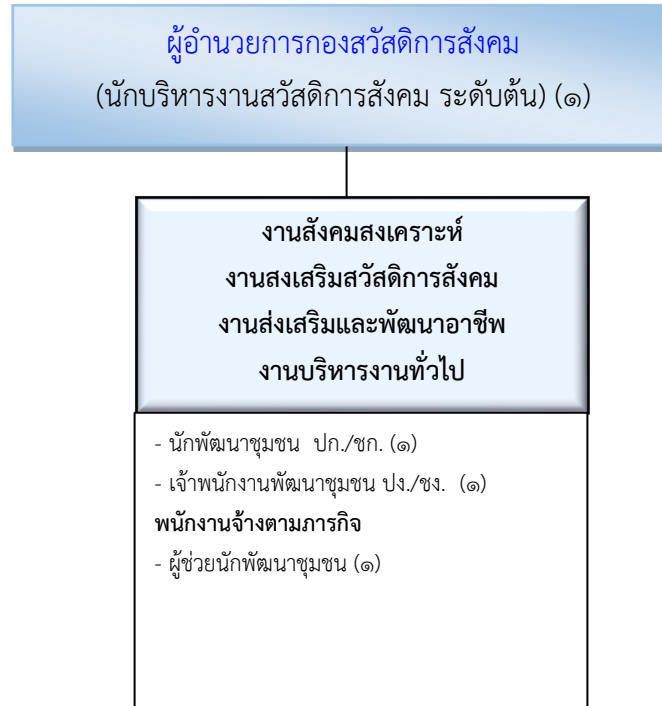 ผู้อำนวยการกองสวัสดิการสังคม
(นักบริหารงานสวัสดิการสังคม ระดับต้น) (๑)
งานสังคมสงเคราะห์
งานสงเสริมสวัสดิการสังคม
งานส่งเสริมและพัฒนาอาชีพ
งานบริหารงานทั่วไป
- นักพัฒนาชุมชน ปก./ชก. (๑)
- เจ้าพนักงานพัฒนาชุมชน ปง./ชง. (๑)
พนักงานจ้างตามภารกิจ
- ผู้ช่วยนักพัฒนาชุมชน (๑)